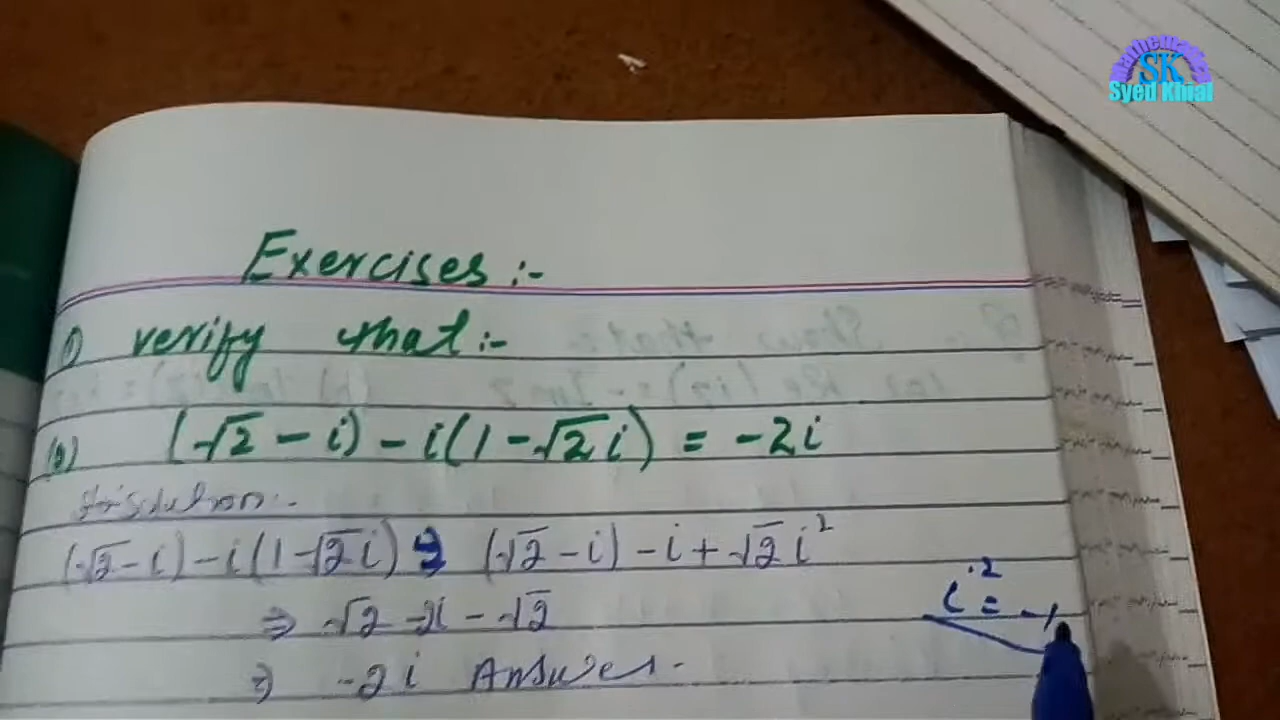 Mathematics
SK
Syed Khial
Exercises :-
1) verify that :-
(a) (√2 - i) - i(1 - √2 i) = -2i
Solution:-
(√2 - i) - i(1 - √2 i) ⇒ (√2 - i) - i + √2 i²
⇒ √2 - 2i - √2
i² = -1
⇒ -2i Answer.